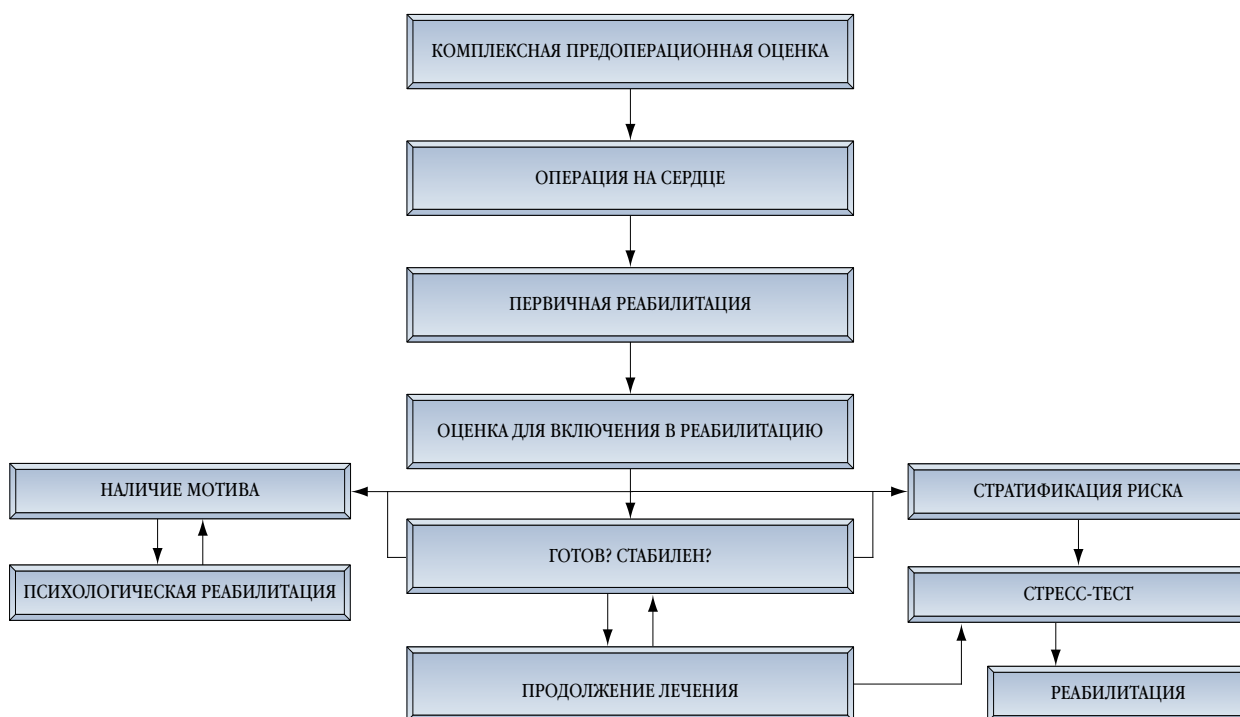 КОМПЛЕКСНАЯ ПРЕДОПЕРАЦИОННАЯ ОЦЕНКА
ОПЕРАЦИЯ НА СЕРДЦЕ
ПЕРВИЧНАЯ РЕАБИЛИТАЦИЯ
ОЦЕНКА ДЛЯ ВКЛЮЧЕНИЯ В РЕАБИЛИТАЦИЮ
НАЛИЧИЕ МОТИВА
СТРАТИФИКАЦИЯ РИСКА
ГОТОВ? СТАБИЛЕН?
ПСИХОЛОГИЧЕСКАЯ РЕАБИЛИТАЦИЯ
СТРЕСС-ТЕСТ
ПРОДОЛЖЕНИЕ ЛЕЧЕНИЯ
РЕАБИЛИТАЦИЯ